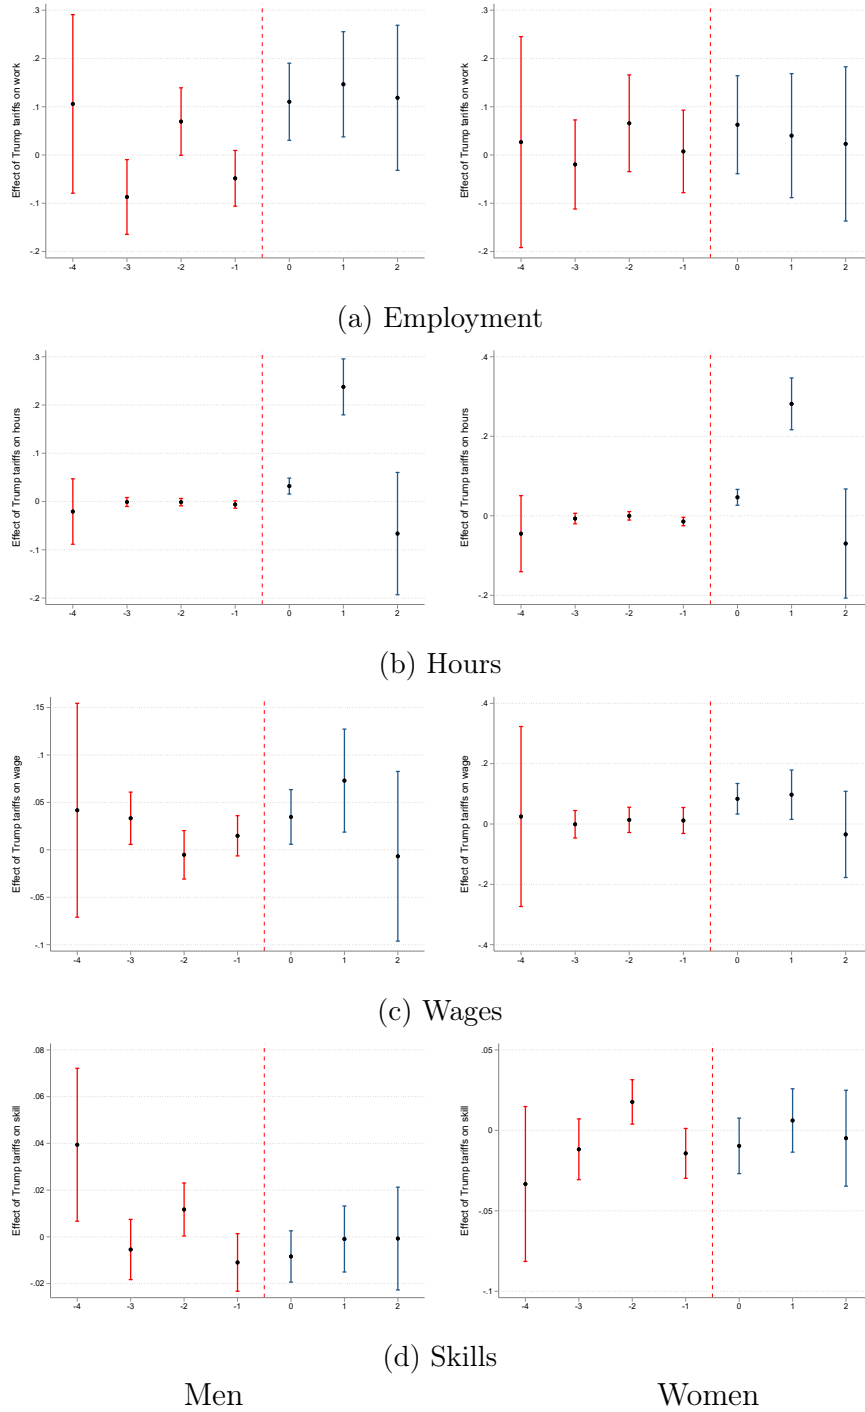 Effect of Trump tariffs on work
.3
.2
.1
0
-.1
-.2
-4 -3 -2 -1 0 1 2
Effect of Trump tariffs on work
.3
.2
.1
0
-.1
-.2
-4 -3 -2 -1 0 1 2
(a) Employment
Effect of Trump tariffs on hours
.3
.2
.1
0
-.1
-.2
-4 -3 -2 -1 0 1 2
Effect of Trump tariffs on hours
.4
.2
0
-.2
-4 -3 -2 -1 0 1 2
(b) Hours
Effect of Trump tariffs on wage
.15
.1
.05
0
-.05
-.1
-4 -3 -2 -1 0 1 2
Effect of Trump tariffs on wage
.4
.2
0
-.2
-.4
-4 -3 -2 -1 0 1 2
(c) Wages
Effect of Trump tariffs on skill
.08
.06
.04
.02
0
-.02
-4 -3 -2 -1 0 1 2
Effect of Trump tariffs on skill
.05
0
-.05
-.1
-4 -3 -2 -1 0 1 2
(d) Skills
Men Women